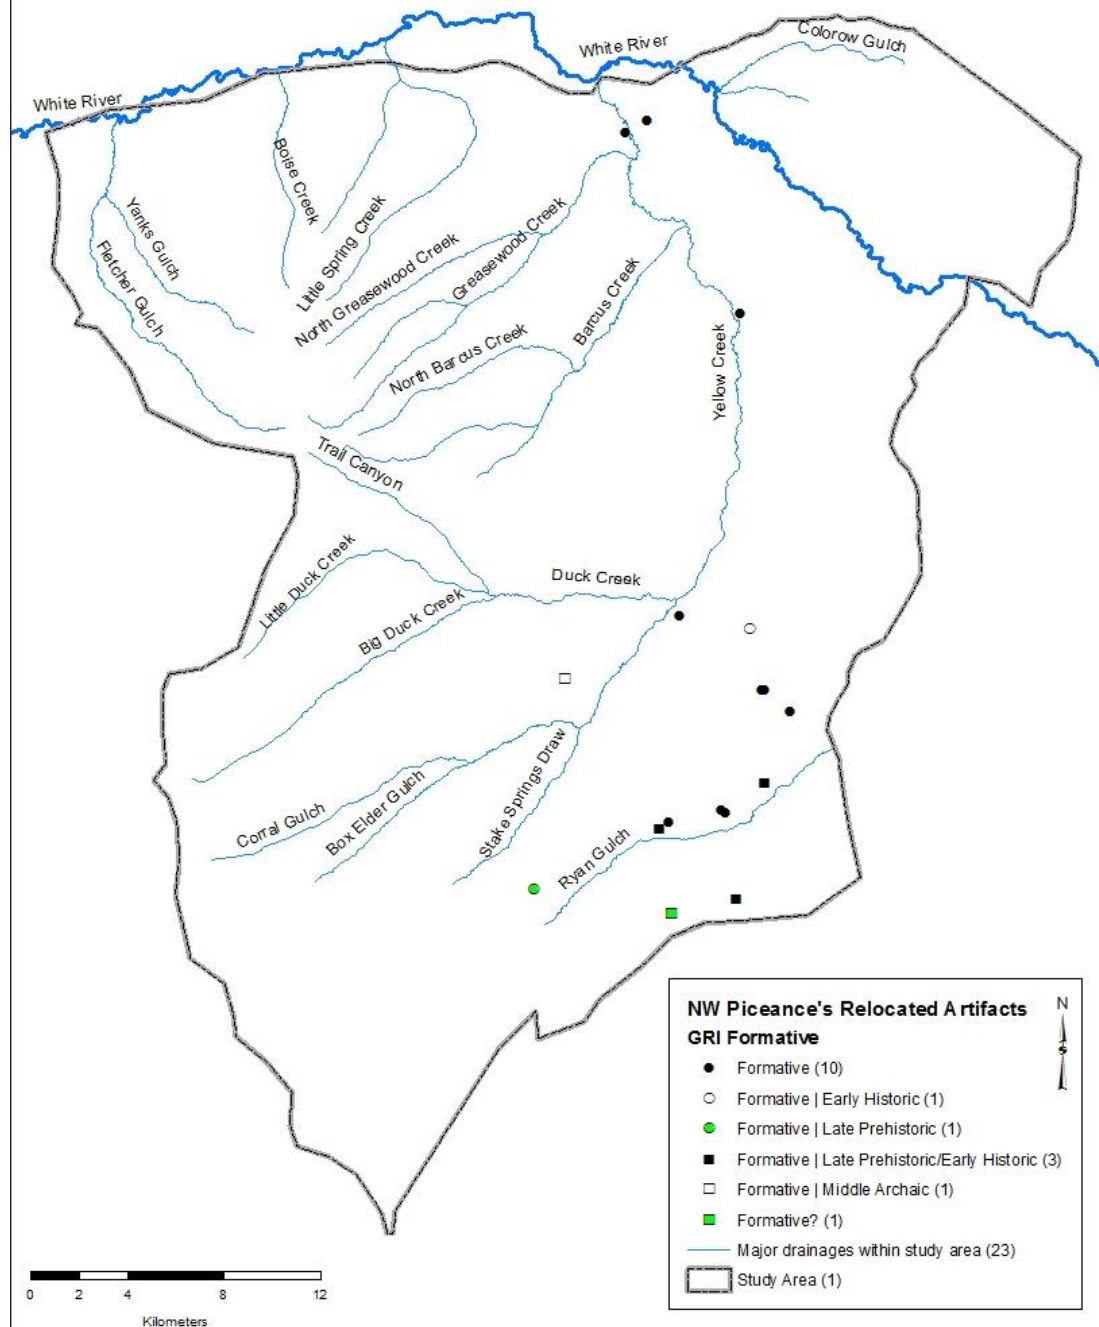 White River
Colorow Gulch
White River
Boise Creek
Yanks Gulch
Fletcher Gulch
Little Spring Creek
North Greasewood Creek
Greasewood Creek
Barcus Creek
North Barcus Creek
Yellow Creek
Trail Canyon
Little Duck Creek
Duck Creek
Big Duck Creek
Stake Springs Draw
Corral Gulch
Box Elder Gulch
Ryan Gulch
NW Piceance's Relocated Artifacts
N
GRI Formative
Formative (10)
Formative | Early Historic (1)
Formative | Late Prehistoric (1)
Formative | Late Prehistoric/Early Historic (3)
Formative | Middle Archaic (1)
Formative? (1)
Major drainages within study area (23)
Study Area (1)
0 2 4 8 12
Kilometers